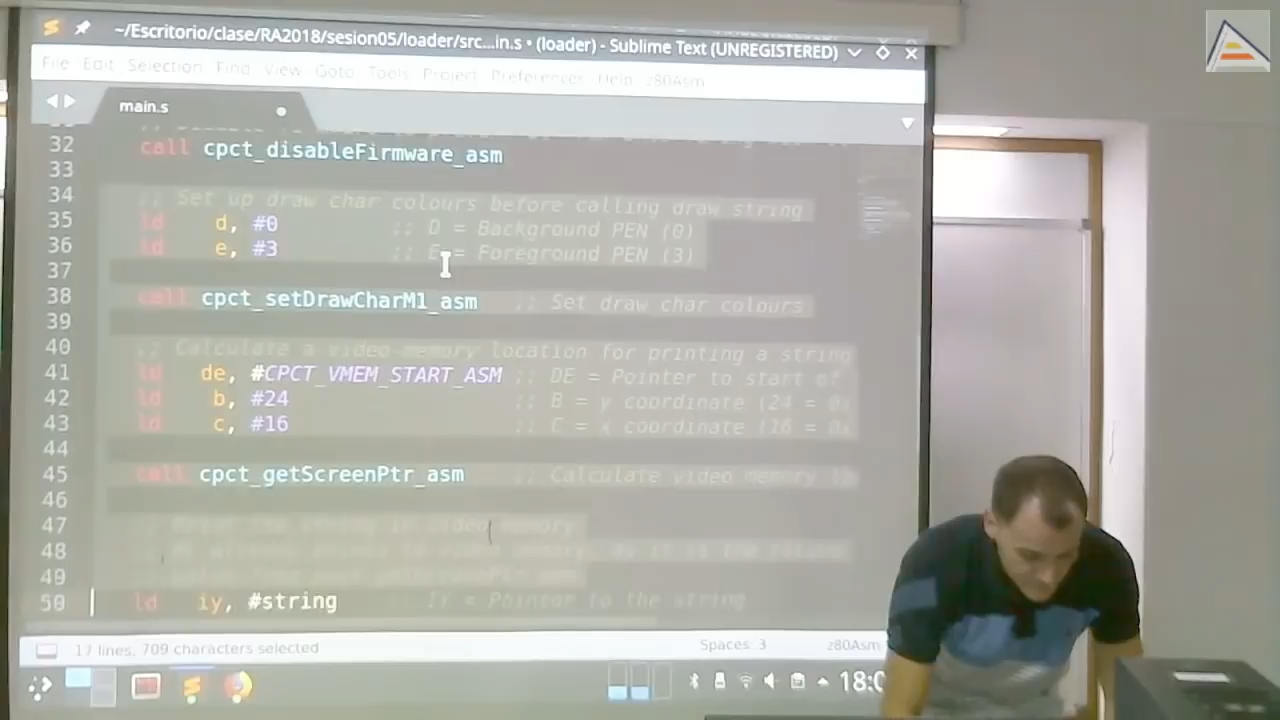 ~/Escritorio/clase/RA2018/sesion05/loader/src...in.s • (loader) - Sublime Text (UNREGISTERED)
File Edit Selection Find View Goto Tools Project Preferences Help z80Asm
main.s
32 call cpct_disableFirmware_asm
33
34 ;; Set up draw char colours before calling draw string
35 ld d, #0 ;; D = Background PEN (0)
36 ld e, #3 ;; E = Foreground PEN (3)
37
38 call cpct_setDrawCharM1_asm ;; Set draw char colours
39
40 ;; Calculate a video-memory location for printing a string
41 ld de, #CPCT_VMEM_START_ASM ;; DE = Pointer to start of
42 ld b, #24 ;; B = y coordinate (24 = 0x
43 ld c, #16 ;; C = x coordinate (16 = 0x
44
45 call cpct_getScreenPtr_asm ;; Calculate video memory
46
47 ;; Print the string in video memory
48
49
50 ld iy, #string ;; IY = Pointer to the string
17 lines, 709 characters selected
Spaces: 3
z80Asm
18:0